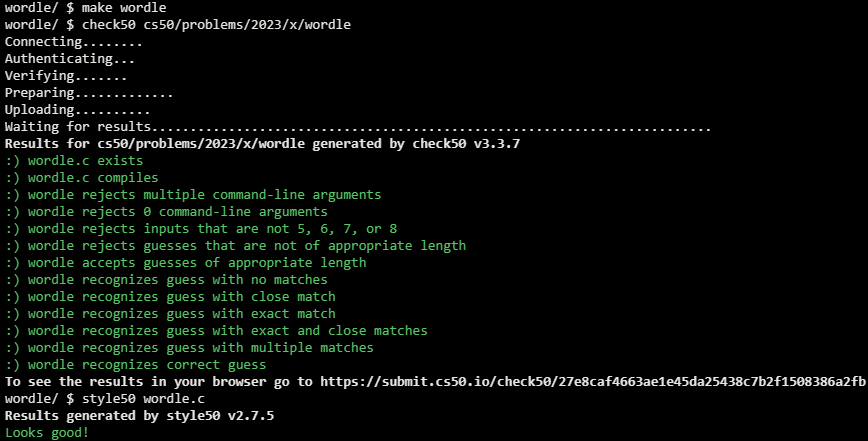 wordle/ $ make wordle
wordle/ $ check50 cs50/problems/2023/x/wordle
Connecting........
Authenticating...
Verifying.......
Preparing.............
Uploading..........
Waiting for results........................................................................
Results for cs50/problems/2023/x/wordle generated by check50 v3.3.7
:) wordle.c exists
:) wordle.c compiles
:) wordle rejects multiple command-line arguments
:) wordle rejects 0 command-line arguments
:) wordle rejects inputs that are not 5, 6, 7, or 8
:) wordle rejects guesses that are not of appropriate length
:) wordle accepts guesses of appropriate length
:) wordle recognizes guess with no matches
:) wordle recognizes guess with close match
:) wordle recognizes guess with exact match
:) wordle recognizes guess with exact and close matches
:) wordle recognizes guess with multiple matches
:) wordle recognizes correct guess
To see the results in your browser go to https://submit.cs50.io/check50/27e8caf4663ae1e45da25438c7b2f1508386a2fb
wordle/ $ style50 wordle.c
Results generated by style50 v2.7.5
Looks good!